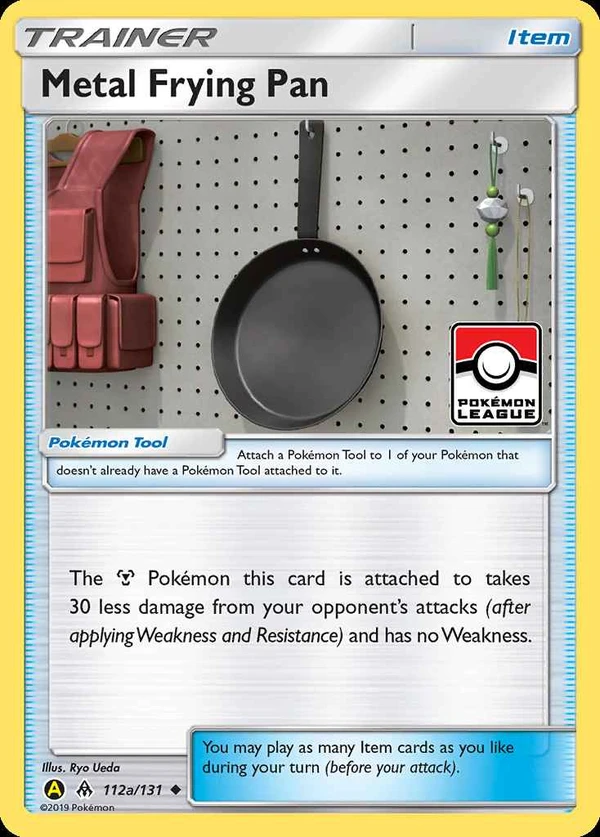 TRAINER
Item
Metal Frying Pan
POKÉMON
LEAGUE
Pokémon Tool
Attach a Pokémon Tool to 1 of your Pokémon that
doesn't already have a Pokémon Tool attached to it.
The Pokémon this card is attached to takes
30 less damage from your opponent's attacks (after
applying Weakness and Resistance) and has no Weakness.
You may play as many Item cards as you like
during your turn (before your attack).
Illus. Ryo Ueda
A 112a/131
©2019 Pokémon